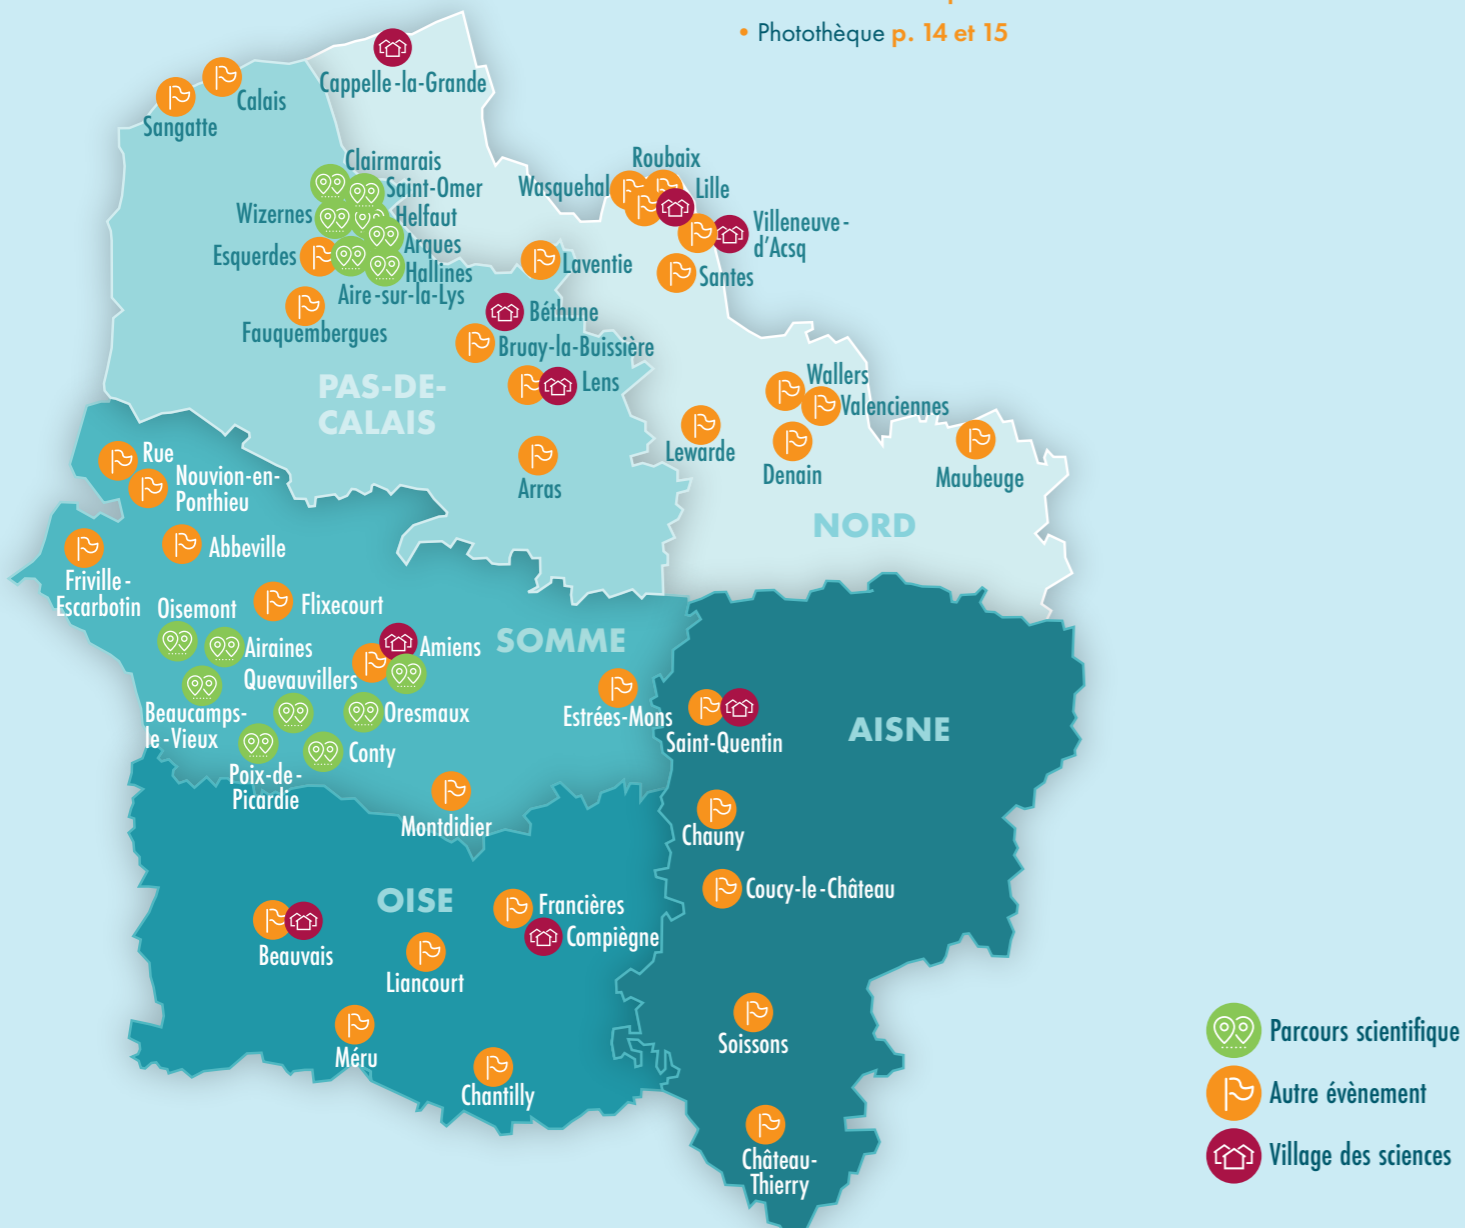 • Photothèque p. 14 et 15
Cappelle-la-Grande
Calais
Sangatte
Clairmarais
Saint-Omer
Wizernes
Helfaut
Arques
Esquerdes
Hallines
Aire-sur-la-Lys
Fauquembergues
Roubaix
Wasquehal
Lille
Villeneuve-
d'Acsq
Laventie
Santes
Béthune
Bruay-la-Buissière
Lens
PAS-DE-
CALAIS
Wallers
Valenciennes
Lewarde
Denain
Maubeuge
Arras
NORD
Rue
Nouvion-en-
Ponthieu
Abbeville
Friville-
Escarbotin
Oisemont
Flixecourt
Airaines
Amiens
SOMME
Quevauvillers
Beaucamps-
le-Vieux
Oresmaux
Estrées-Mons
Saint-Quentin
AISNE
Conty
Poix-de-
Picardie
Montdidier
Chauny
OISE
Coucy-le-Château
Francières
Compiègne
Beauvais
Liancourt
Méru
Chantilly
Soissons
Château-
Thierry
Parcours scientifique
Autre évènement
Village des sciences